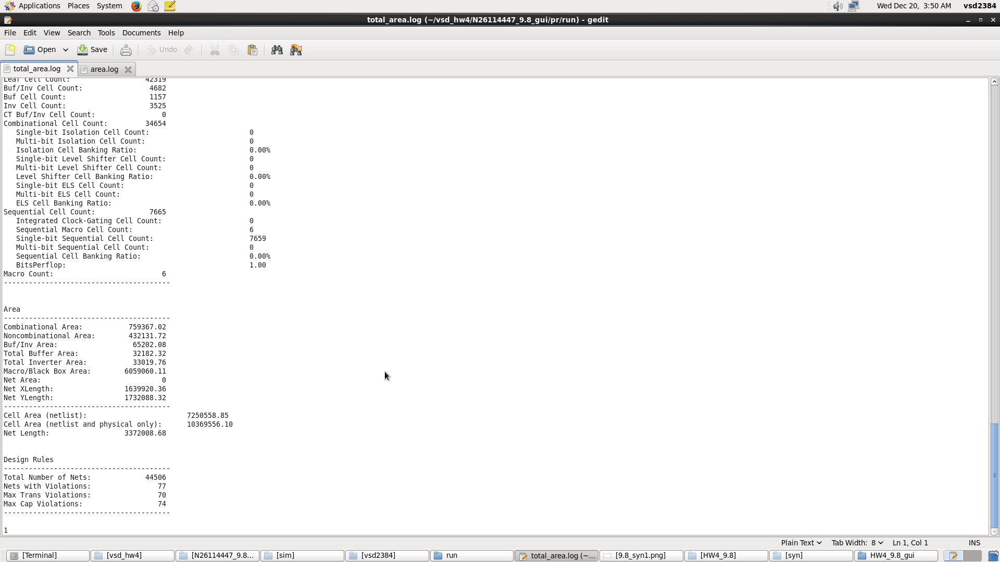 Applications Places System Wed Dec 20, 3:50 AM vsd2384
total_area.log (~/vsd_hw4/N26114447_9.8_gui/pr/run) - gedit
File Edit View Search Tools Documents Help
Open Save Undo
total_area.log area.log
Leaf Cell Count: 42319
Buf/Inv Cell Count: 4682
Buf Cell Count: 1157
Inv Cell Count: 3525
CT Buf/Inv Cell Count: 0
Combinational Cell Count: 34654
Single-bit Isolation Cell Count: 0
Multi-bit Isolation Cell Count: 0
Isolation Cell Banking Ratio: 0.00%
Single-bit Level Shifter Cell Count: 0
Multi-bit Level Shifter Cell Count: 0
Level Shifter Cell Banking Ratio: 0.00%
Single-bit ELS Cell Count: 0
Multi-bit ELS Cell Count: 0
ELS Cell Banking Ratio: 0.00%
Sequential Cell Count: 7665
Integrated Clock-Gating Cell Count: 0
Sequential Macro Cell Count: 6
Single-bit Sequential Cell Count: 7659
Multi-bit Sequential Cell Count: 0
Sequential Cell Banking Ratio: 0.00%
BitsPerflop: 1.00
Macro Count: 6
----------------------------------------
Area
----------------------------------------
Combinational Area: 759367.02
Noncombinational Area: 432131.72
Buf/Inv Area: 65202.08
Total Buffer Area: 32182.32
Total Inverter Area: 33019.76
Macro/Black Box Area: 6059060.11
Net Area: 0
Net XLength: 1639920.36
Net YLength: 1732088.32
----------------------------------------
Cell Area (netlist): 7250558.85
Cell Area (netlist and physical only): 10369556.10
Net Length: 3372008.68
Design Rules
----------------------------------------
Total Number of Nets: 44506
Nets with Violations: 77
Max Trans Violations: 70
Max Cap Violations: 74
----------------------------------------
1
Plain Text Tab Width: 8 Ln 1, Col 1 INS
[Terminal] [vsd_hw4] [N26114447_9.8... [sim] [vsd2384] run total_area.log (~... [9.8_syn1.png] [HW4_9.8] [syn] HW4_9.8_gui